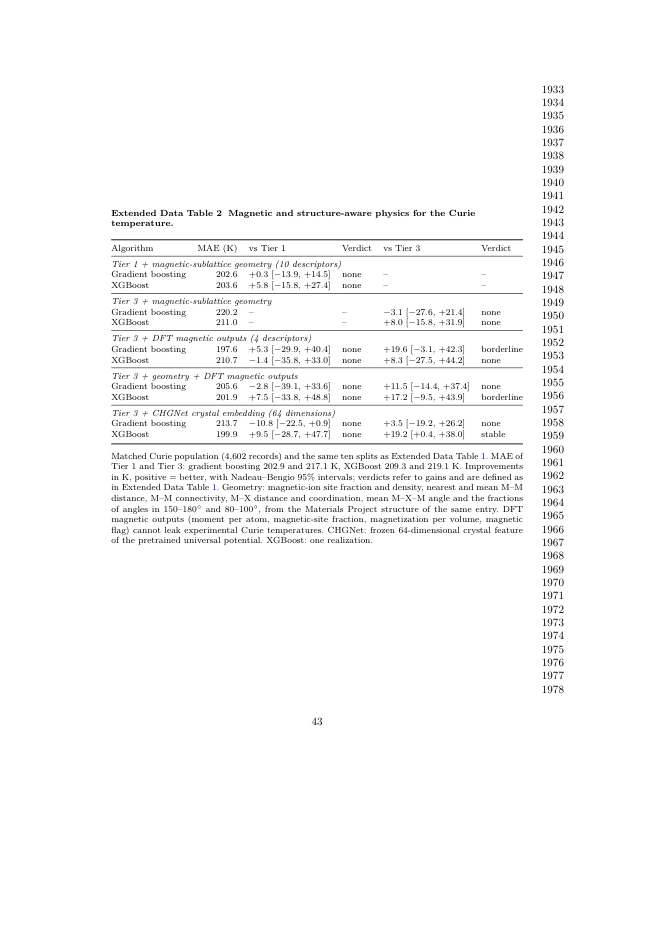 Extended Data Table 2 Magnetic and structure-aware physics for the Curie
temperature.
Algorithm MAE (K) vs Tier 1 Verdict vs Tier 3 Verdict
Tier 1 + magnetic-sublattice geometry (10 descriptors)
Gradient boosting 202.6 +0.3 [−13.9, +14.5] none – –
XGBoost 203.6 +5.8 [−15.8, +27.4] none – –
Tier 3 + magnetic-sublattice geometry
Gradient boosting 220.2 – – −3.1 [−27.6, +21.4] none
XGBoost 211.0 – – +8.0 [−15.8, +31.9] none
Tier 3 + DFT magnetic outputs (4 descriptors)
Gradient boosting 197.6 +5.3 [−29.9, +40.4] none +19.6 [−3.1, +42.3] borderline
XGBoost 210.7 −1.4 [−35.8, +33.0] none +8.3 [−27.5, +44.2] none
Tier 3 + geometry + DFT magnetic outputs
Gradient boosting 205.6 −2.8 [−39.1, +33.6] none +11.5 [−14.4, +37.4] none
XGBoost 201.9 +7.5 [−33.8, +48.8] none +17.2 [−9.5, +43.9] borderline
Tier 3 + CHGNet crystal embedding (64 dimensions)
Gradient boosting 213.7 −10.8 [−22.5, +0.9] none +3.5 [−19.2, +26.2] none
XGBoost 199.9 +9.5 [−28.7, +47.7] none +19.2 [+0.4, +38.0] stable
Matched Curie population (4,602 records) and the same ten splits as Extended Data Table 1. MAE of
Tier 1 and Tier 3: gradient boosting 202.9 and 217.1 K, XGBoost 209.3 and 219.1 K. Improvements
in K, positive = better, with Nadeau–Bengio 95% intervals; verdicts refer to gains and are defined as
in Extended Data Table 1. Geometry: magnetic-ion site fraction and density, nearest and mean M–M
distance, M–M connectivity, M–X distance and coordination, mean M–X–M angle and the fractions
of angles in 150–180° and 80–100°, from the Materials Project structure of the same entry. DFT
magnetic outputs (moment per atom, magnetic-site fraction, magnetization per volume, magnetic
flag) cannot leak experimental Curie temperatures. CHGNet: frozen 64-dimensional crystal feature
of the pretrained universal potential. XGBoost: one realization.
43
1933
1934
1935
1936
1937
1938
1939
1940
1941
1942
1943
1944
1945
1946
1947
1948
1949
1950
1951
1952
1953
1954
1955
1956
1957
1958
1959
1960
1961
1962
1963
1964
1965
1966
1967
1968
1969
1970
1971
1972
1973
1974
1975
1976
1977
1978